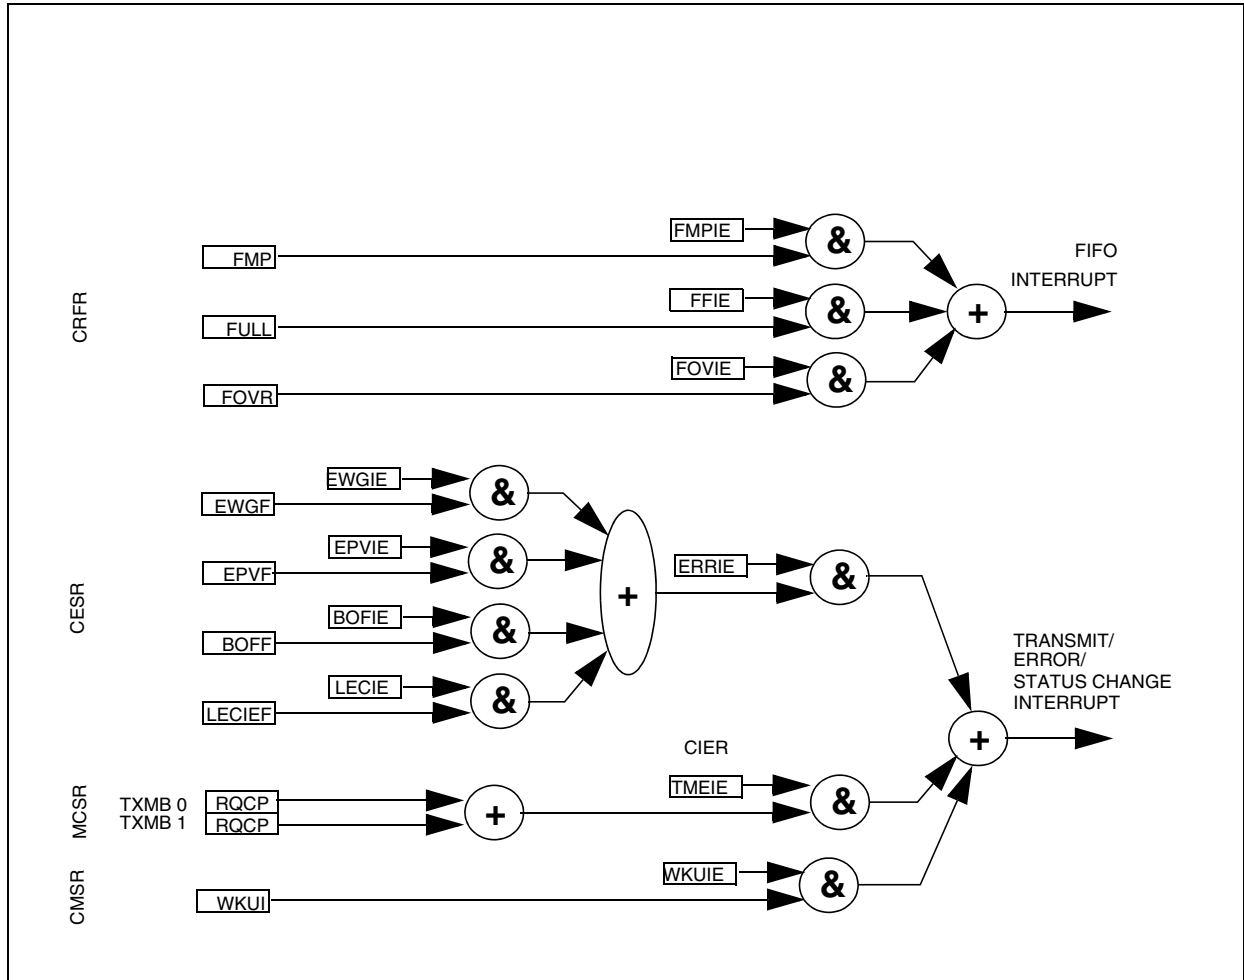 FMPIE
&
FMP
FIFO
INTERRUPT
CRFR
FFIE
&
+
FULL
FOVIE
&
FOVR
EWGIE
&
EWGF
CESR
EPVIE
&
EPVF
ERRIE
&
+
BOFIE
&
BOFF
LECIE
&
LECIEF
TRANSMIT/
ERROR/
STATUS CHANGE
INTERRUPT
+
CIER
MCSR
TXMB 0
RQCP
TXMB 1
RQCP
+
TMEIE
&
CMSR
WKUIE
&
WKUI